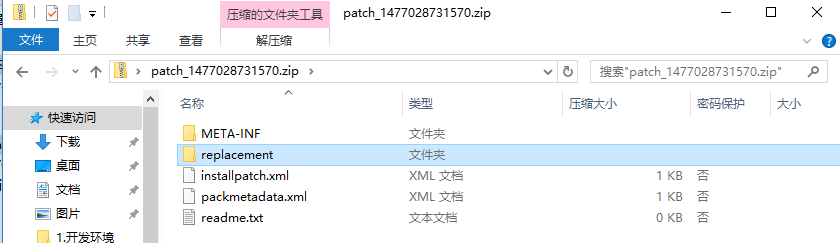 压缩的文件夹工具 patch_1477028731570.zip
文件 主页 共享 查看 解压缩
patch_1477028731570.zip 搜索"patch_1477028731570.zip"
名称 类型 压缩大小 密码保护 大小
快速访问
下载
桌面
文档
图片
1.开发环境
META-INF 文件夹
replacement 文件夹
installpatch.xml XML 文档 1 KB 否
packmetadata.xml XML 文档 1 KB 否
readme.txt 文本文档 0 KB 否